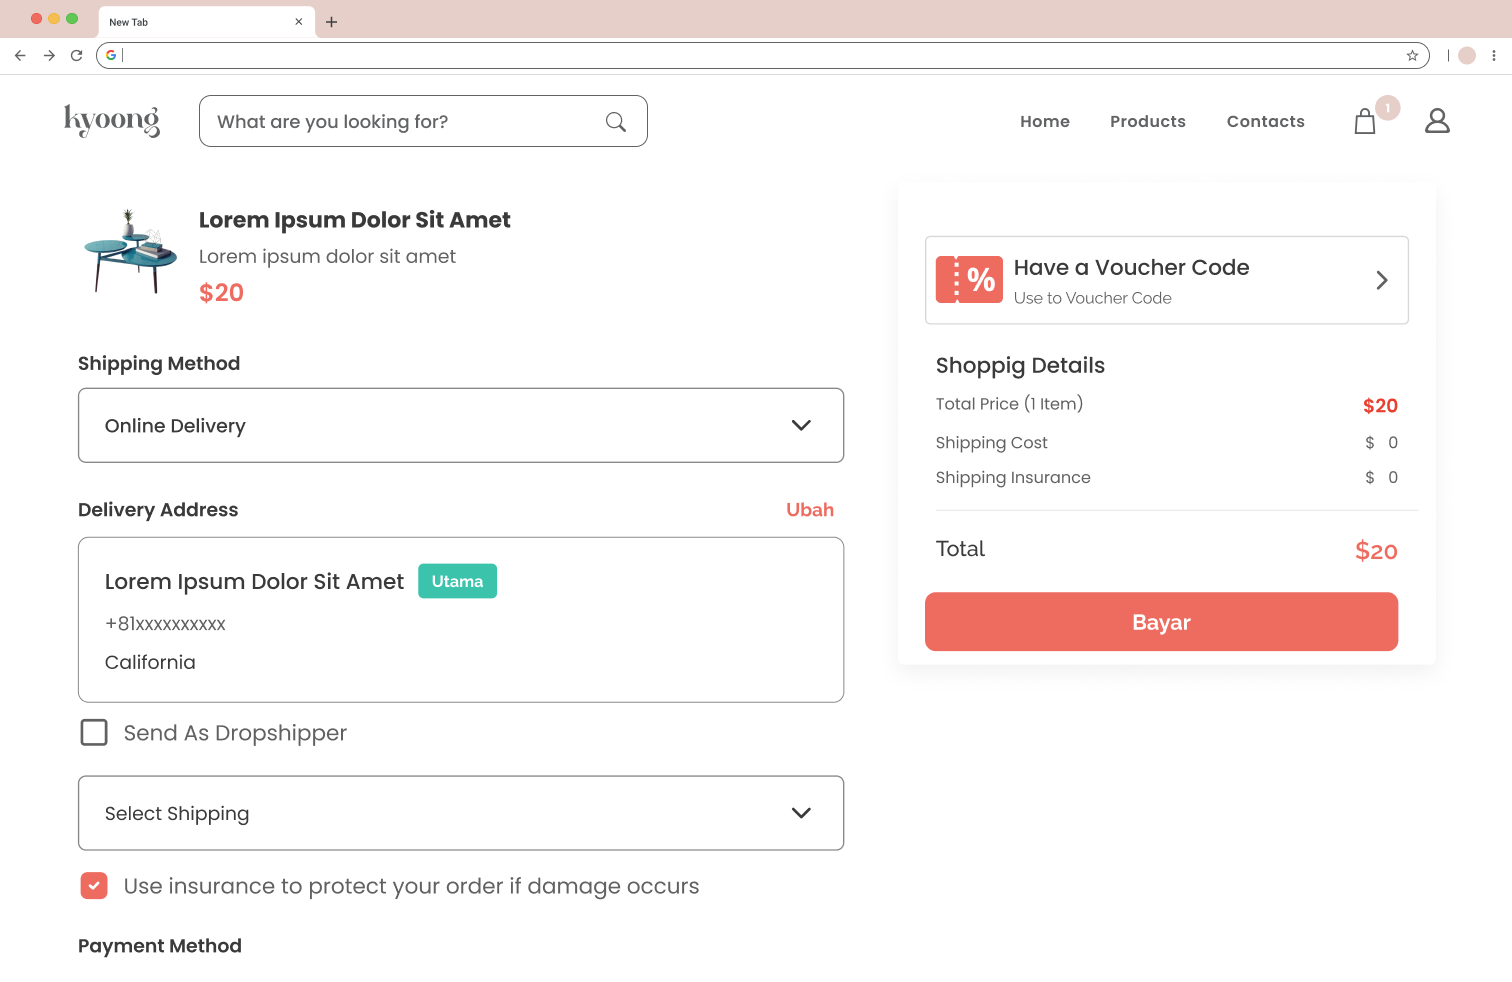 New Tab
kyoong
What are you looking for?
Home
Products
Contacts
1
Lorem Ipsum Dolor Sit Amet
Lorem ipsum dolor sit amet
$20
Shipping Method
Online Delivery
Delivery Address
Ubah
Lorem Ipsum Dolor Sit Amet
Utama
+81xxxxxxxxxx
California
Send As Dropshipper
Select Shipping
Use insurance to protect your order if damage occurs
Payment Method
%
Have a Voucher Code
Use to Voucher Code
Shoppig Details
Total Price (1 Item) $20
Shipping Cost $ 0
Shipping Insurance $ 0
Total $20
Bayar